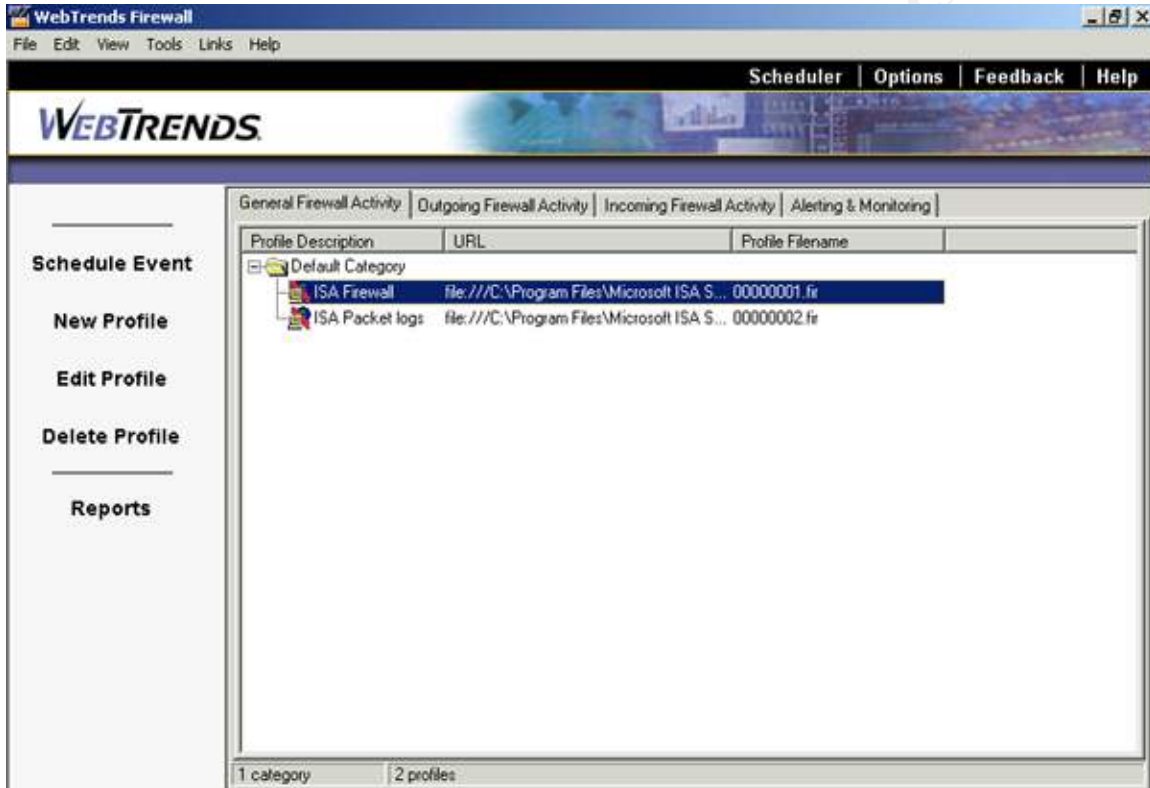 WebTrends Firewall
File Edit View Tools Links Help
Scheduler | Options | Feedback | Help
WEBTRENDS
General Firewall Activity Outgoing Firewall Activity Incoming Firewall Activity Alerting & Monitoring
Profile Description URL Profile Filename
Default Category
ISA Firewall file:///C:\Program Files\Microsoft ISA S... 00000001.fir
ISA Packet logs file:///C:\Program Files\Microsoft ISA S... 00000002.fir
Schedule Event
New Profile
Edit Profile
Delete Profile
Reports
1 category 2 profiles